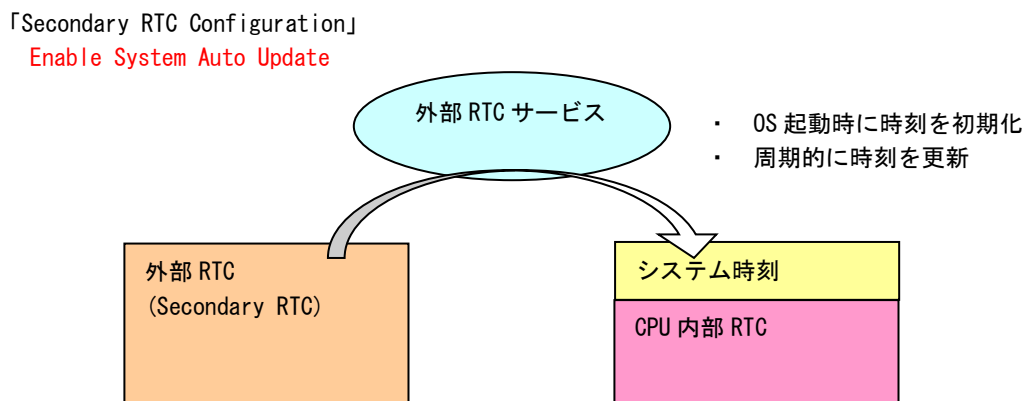 「Secondary RTC Configuration」
Enable System Auto Update
外部 RTC サービス
・ OS 起動時に時刻を初期化
・ 周期的に時刻を更新
外部 RTC
(Secondary RTC)
システム時刻
CPU 内部 RTC